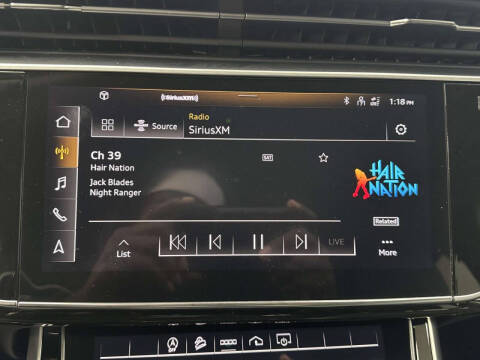 ((SiriusXM))
1:18 PM
Radio
Source
SiriusXM
Ch 39
SAT
Hair Nation
Jack Blades
Night Ranger
HAIR
NATION
Related
LIVE
List
More